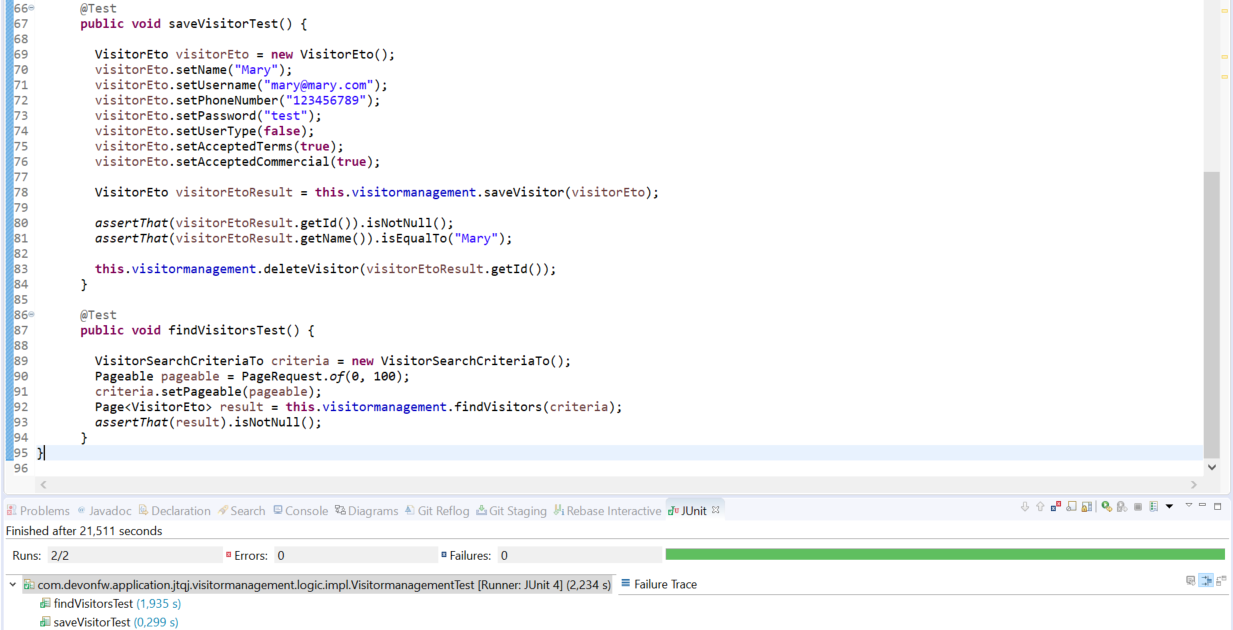 66 @Test
67 public void saveVisitorTest() {
68
69 VisitorEto visitorEto = new VisitorEto();
70 visitorEto.setName("Mary");
71 visitorEto.setUsername("mary@mary.com");
72 visitorEto.setPhoneNumber("123456789");
73 visitorEto.setPassword("test");
74 visitorEto.setUserType(false);
75 visitorEto.setAcceptedTerms(true);
76 visitorEto.setAcceptedCommercial(true);
77
78 VisitorEto visitorEtoResult = this.visitormanagement.saveVisitor(visitorEto);
79
80 assertThat(visitorEtoResult.getId()).isNotNull();
81 assertThat(visitorEtoResult.getName()).isEqualTo("Mary");
82
83 this.visitormanagement.deleteVisitor(visitorEtoResult.getId());
84 }
85
86 @Test
87 public void findVisitorsTest() {
88
89 VisitorSearchCriteriaTo criteria = new VisitorSearchCriteriaTo();
90 Pageable pageable = PageRequest.of(0, 100);
91 criteria.setPageable(pageable);
92 Page<VisitorEto> result = this.visitormanagement.findVisitors(criteria);
93 assertThat(result).isNotNull();
94 }
95 }
96
Problems Javadoc Declaration Search Console Diagrams Git Reflog Git Staging Rebase Interactive JUnit
Finished after 21,511 seconds
Runs: 2/2 Errors: 0 Failures: 0
com.devonfw.application.jtqj.visitormanagement.logic.impl.VisitormanagementTest [Runner: JUnit 4] (2,234 s) Failure Trace
findVisitorsTest (1,935 s)
saveVisitorTest (0,299 s)